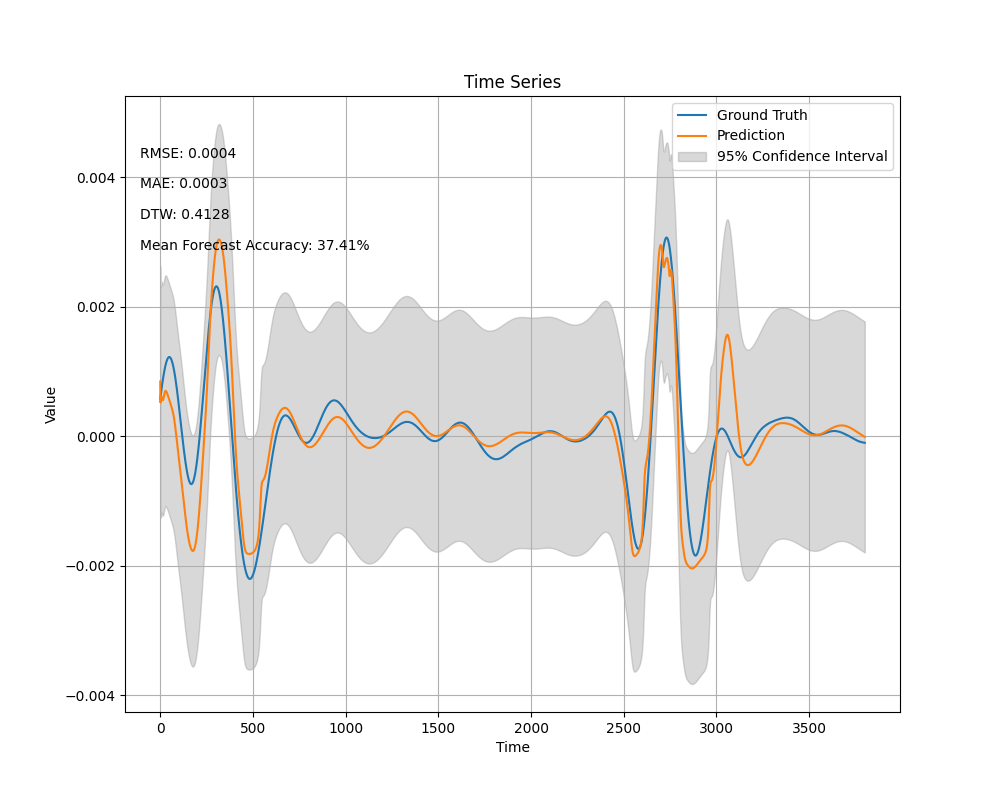 Time Series
Ground Truth
Prediction
95% Confidence Interval
RMSE: 0.0004
MAE: 0.0003
DTW: 0.4128
Mean Forecast Accuracy: 37.41%
Value
0.004
0.002
0.000
−0.002
−0.004
0 500 1000 1500 2000 2500 3000 3500
Time